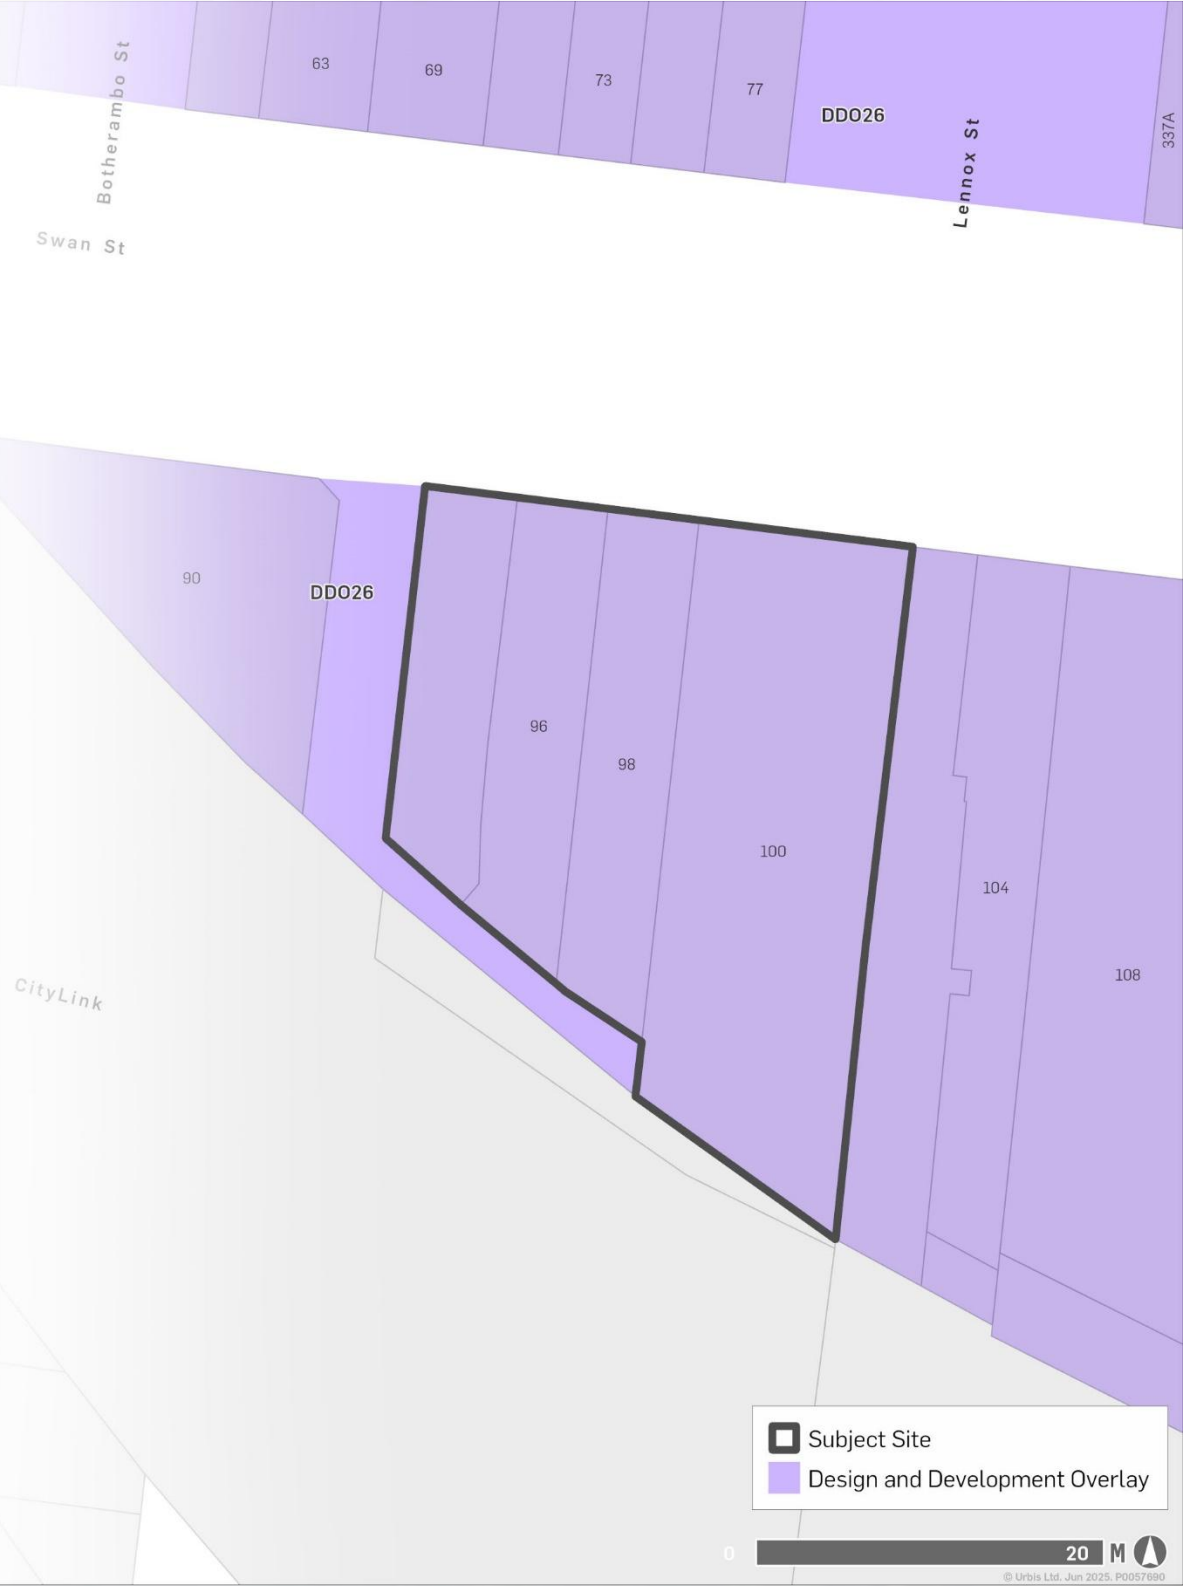 Botherambo St
63
69
73
77
DDO26
Lennox St
337A
Swan St
90
DDO26
96
98
100
104
108
CityLink
Subject Site
Design and Development Overlay
0 20 M
© Urbis Ltd. Jun 2025. P0057690